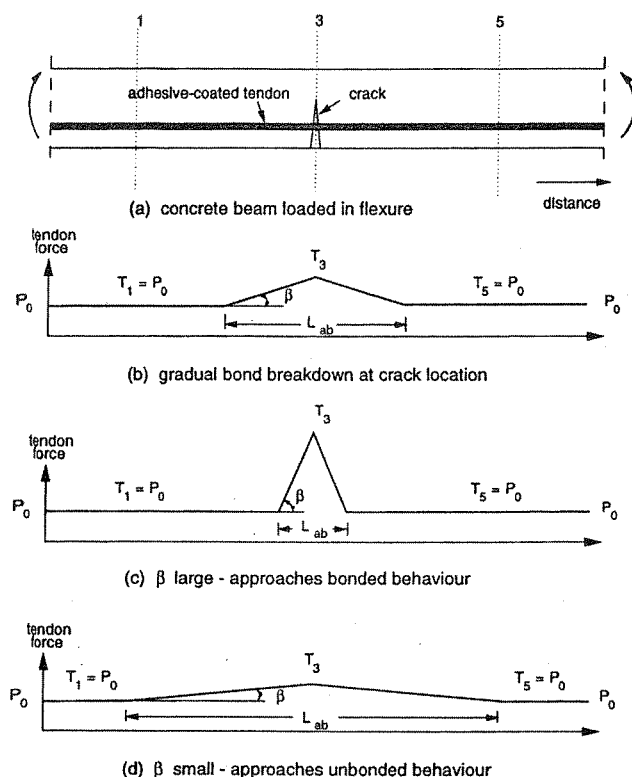 1 3 5
adhesive-coated tendon
crack
(a) concrete beam loaded in flexure
distance
tendon
force
T3
T1 = P0
T5 = P0
P0
β
P0
Lab
(b) gradual bond breakdown at crack location
T3
tendon
force
T1 = P0
T5 = P0
P0
β
P0
Lab
(c) β large - approaches bonded behaviour
tendon
force
T1 = P0
T3
T5 = P0
P0
β
P0
Lab
(d) β small - approaches unbonded behaviour